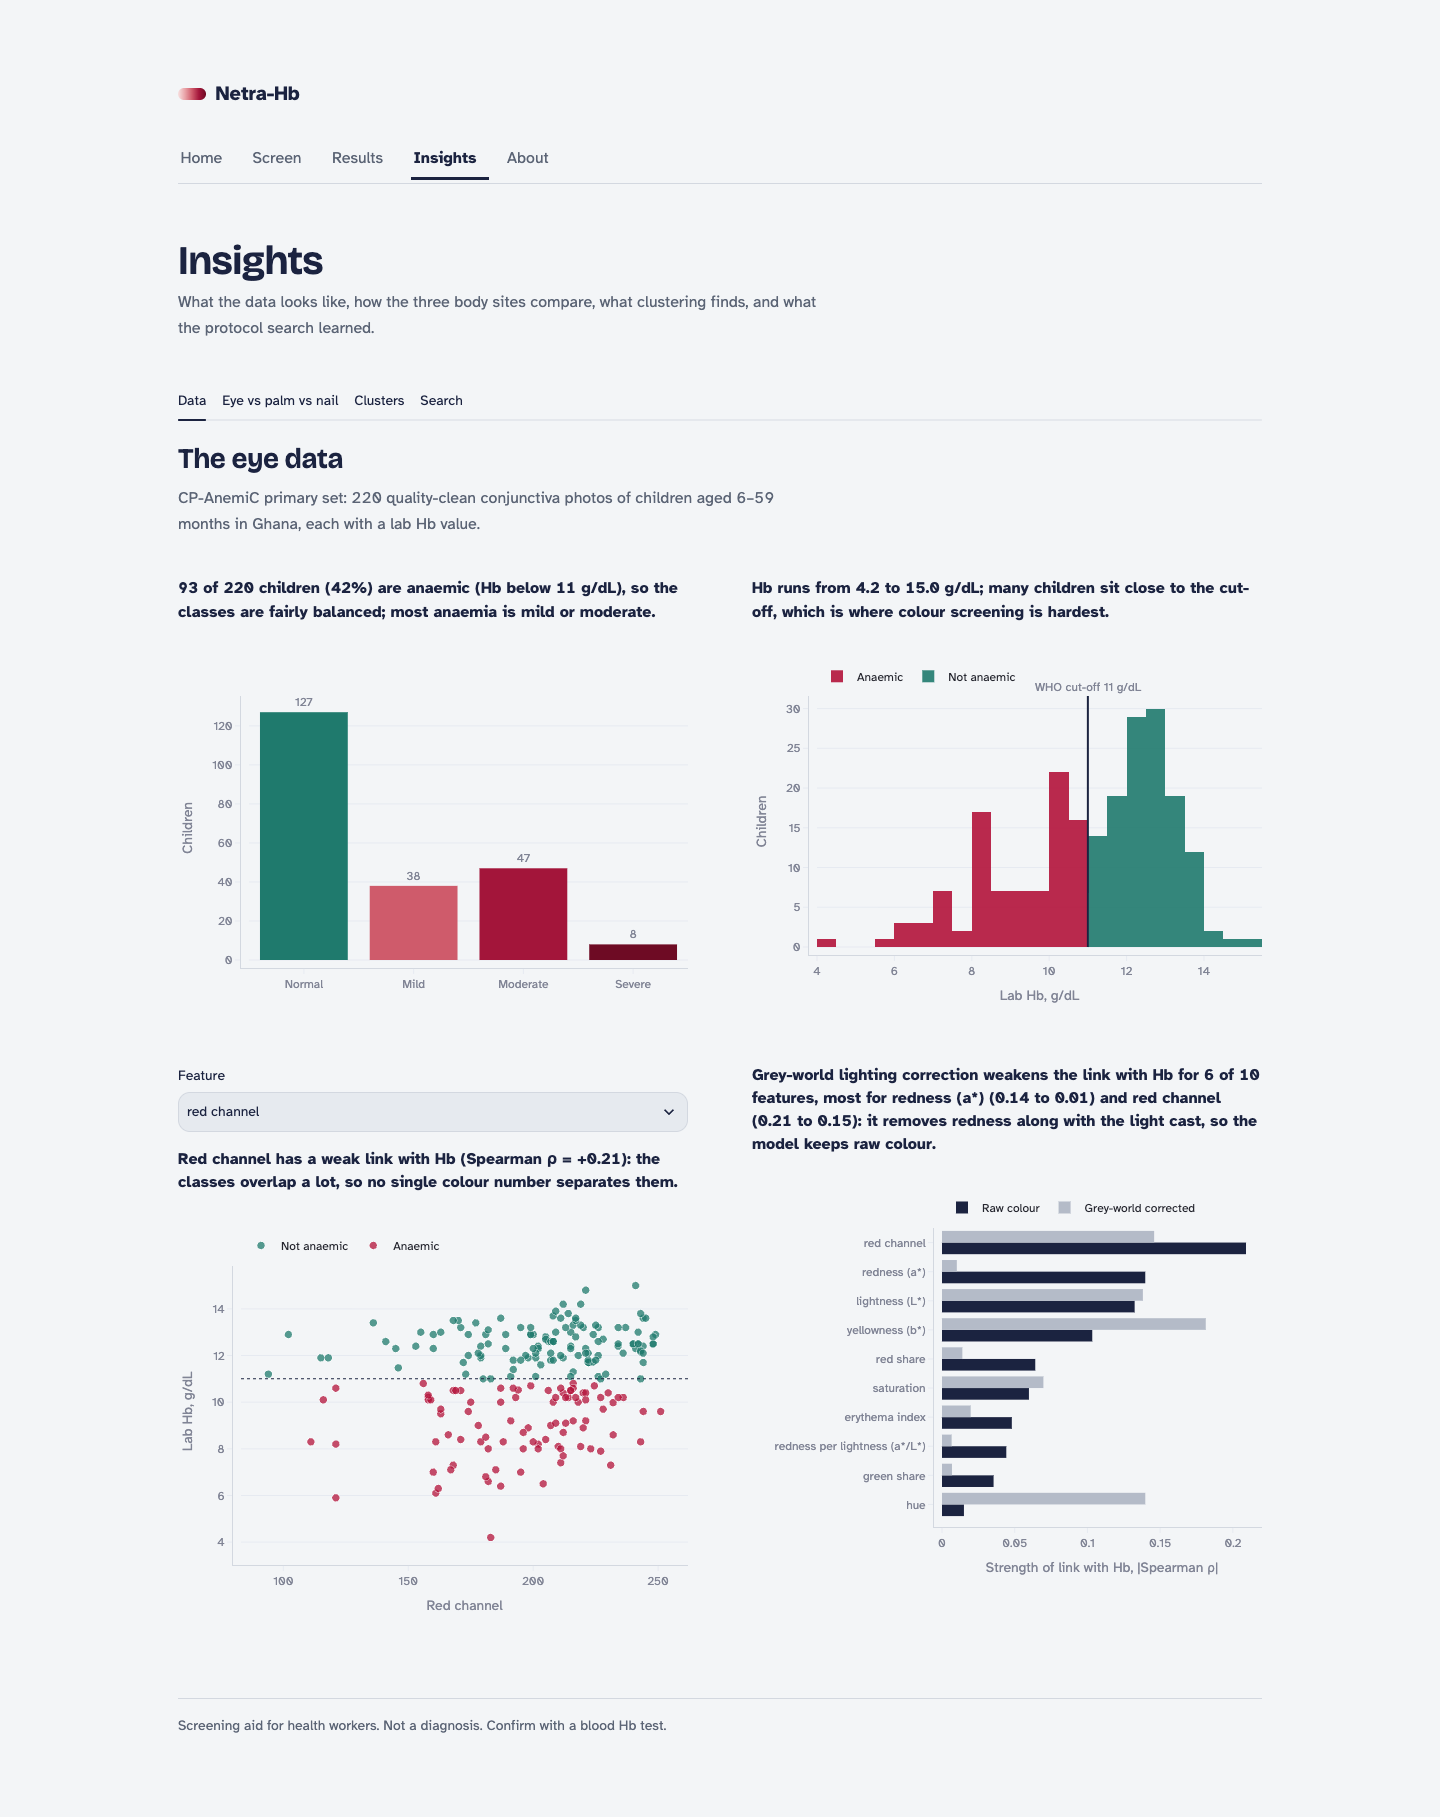 Netra-Hb
Home Screen Results Insights About
Insights
What the data looks like, how the three body sites compare, what clustering finds, and what
the protocol search learned.
Data Eye vs palm vs nail Clusters Search
The eye data
CP-AnemiC primary set: 220 quality-clean conjunctiva photos of children aged 6–59
months in Ghana, each with a lab Hb value.
93 of 220 children (42%) are anaemic (Hb below 11 g/dL), so the
classes are fairly balanced; most anaemia is mild or moderate.
127
120
100
80
60
40
20
0
38
47
8
Children
Normal Mild Moderate Severe
Hb runs from 4.2 to 15.0 g/dL; many children sit close to the cut-
off, which is where colour screening is hardest.
Anaemic Not anaemic
WHO cut-off 11 g/dL
30
25
20
15
10
5
0
Children
4 6 8 10 12 14
Lab Hb, g/dL
Feature
red channel
Red channel has a weak link with Hb (Spearman ρ = +0.21): the
classes overlap a lot, so no single colour number separates them.
Not anaemic Anaemic
14
12
10
8
6
4
Lab Hb, g/dL
100 150 200 250
Red channel
Grey-world lighting correction weakens the link with Hb for 6 of 10
features, most for redness (a*) (0.14 to 0.01) and red channel
(0.21 to 0.15): it removes redness along with the light cast, so the
model keeps raw colour.
Raw colour Grey-world corrected
red channel
redness (a*)
lightness (L*)
yellowness (b*)
red share
saturation
erythema index
redness per lightness (a*/L*)
green share
hue
0 0.05 0.1 0.15 0.2
Strength of link with Hb, |Spearman ρ|
Screening aid for health workers. Not a diagnosis. Confirm with a blood Hb test.